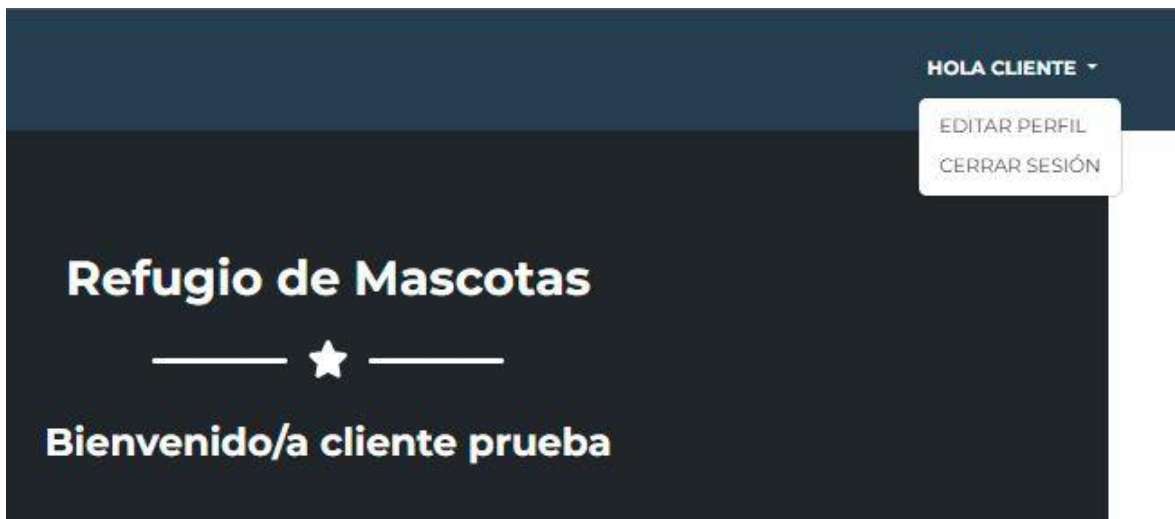 HOLA CLIENTE
EDITAR PERFIL
CERRAR SESIÓN
Refugio de Mascotas
Bienvenido/a cliente prueba